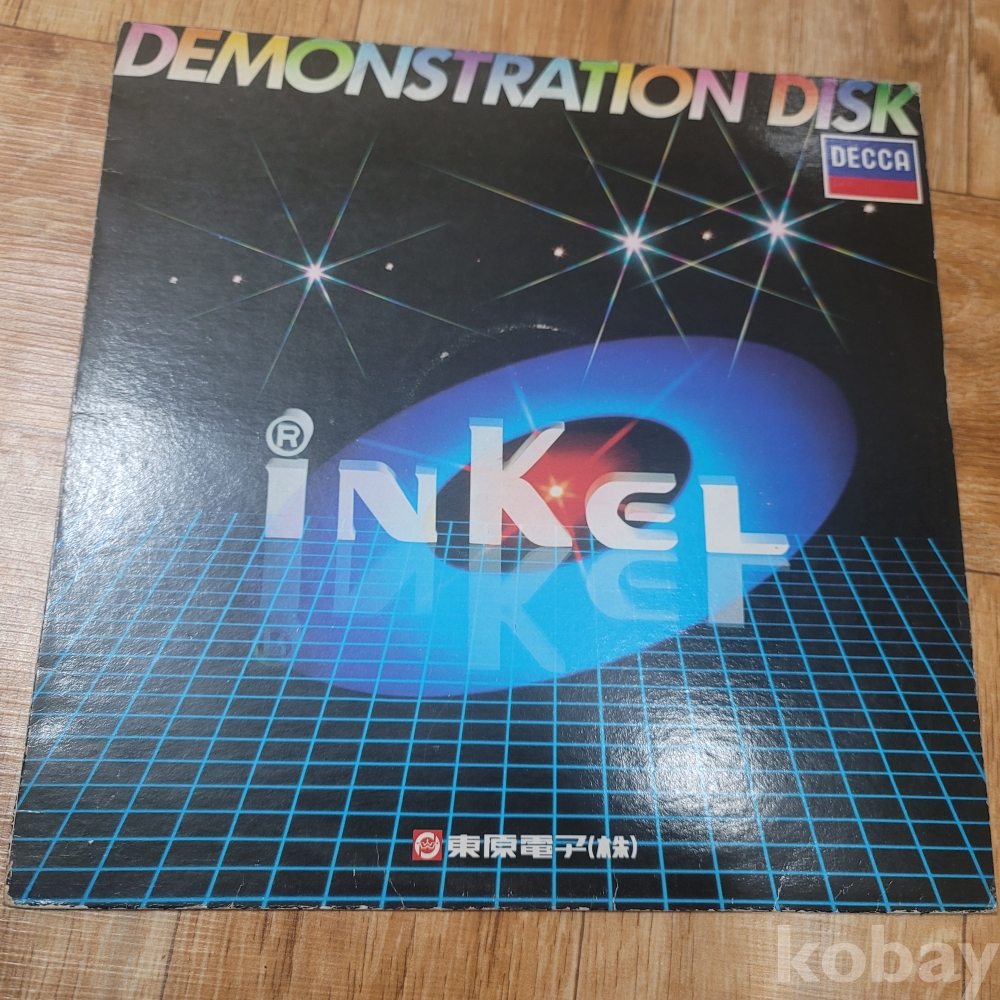 DEMONSTRATION DISK
DECCA
®
inKEL
東原電子(株)
kobay